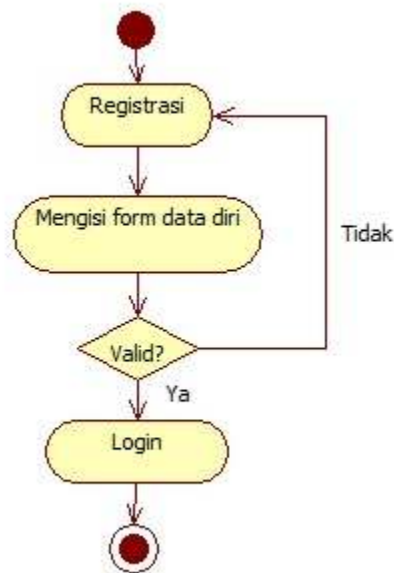 Registrasi
Mengisi form data diri
Tidak
Valid?
Ya
Login